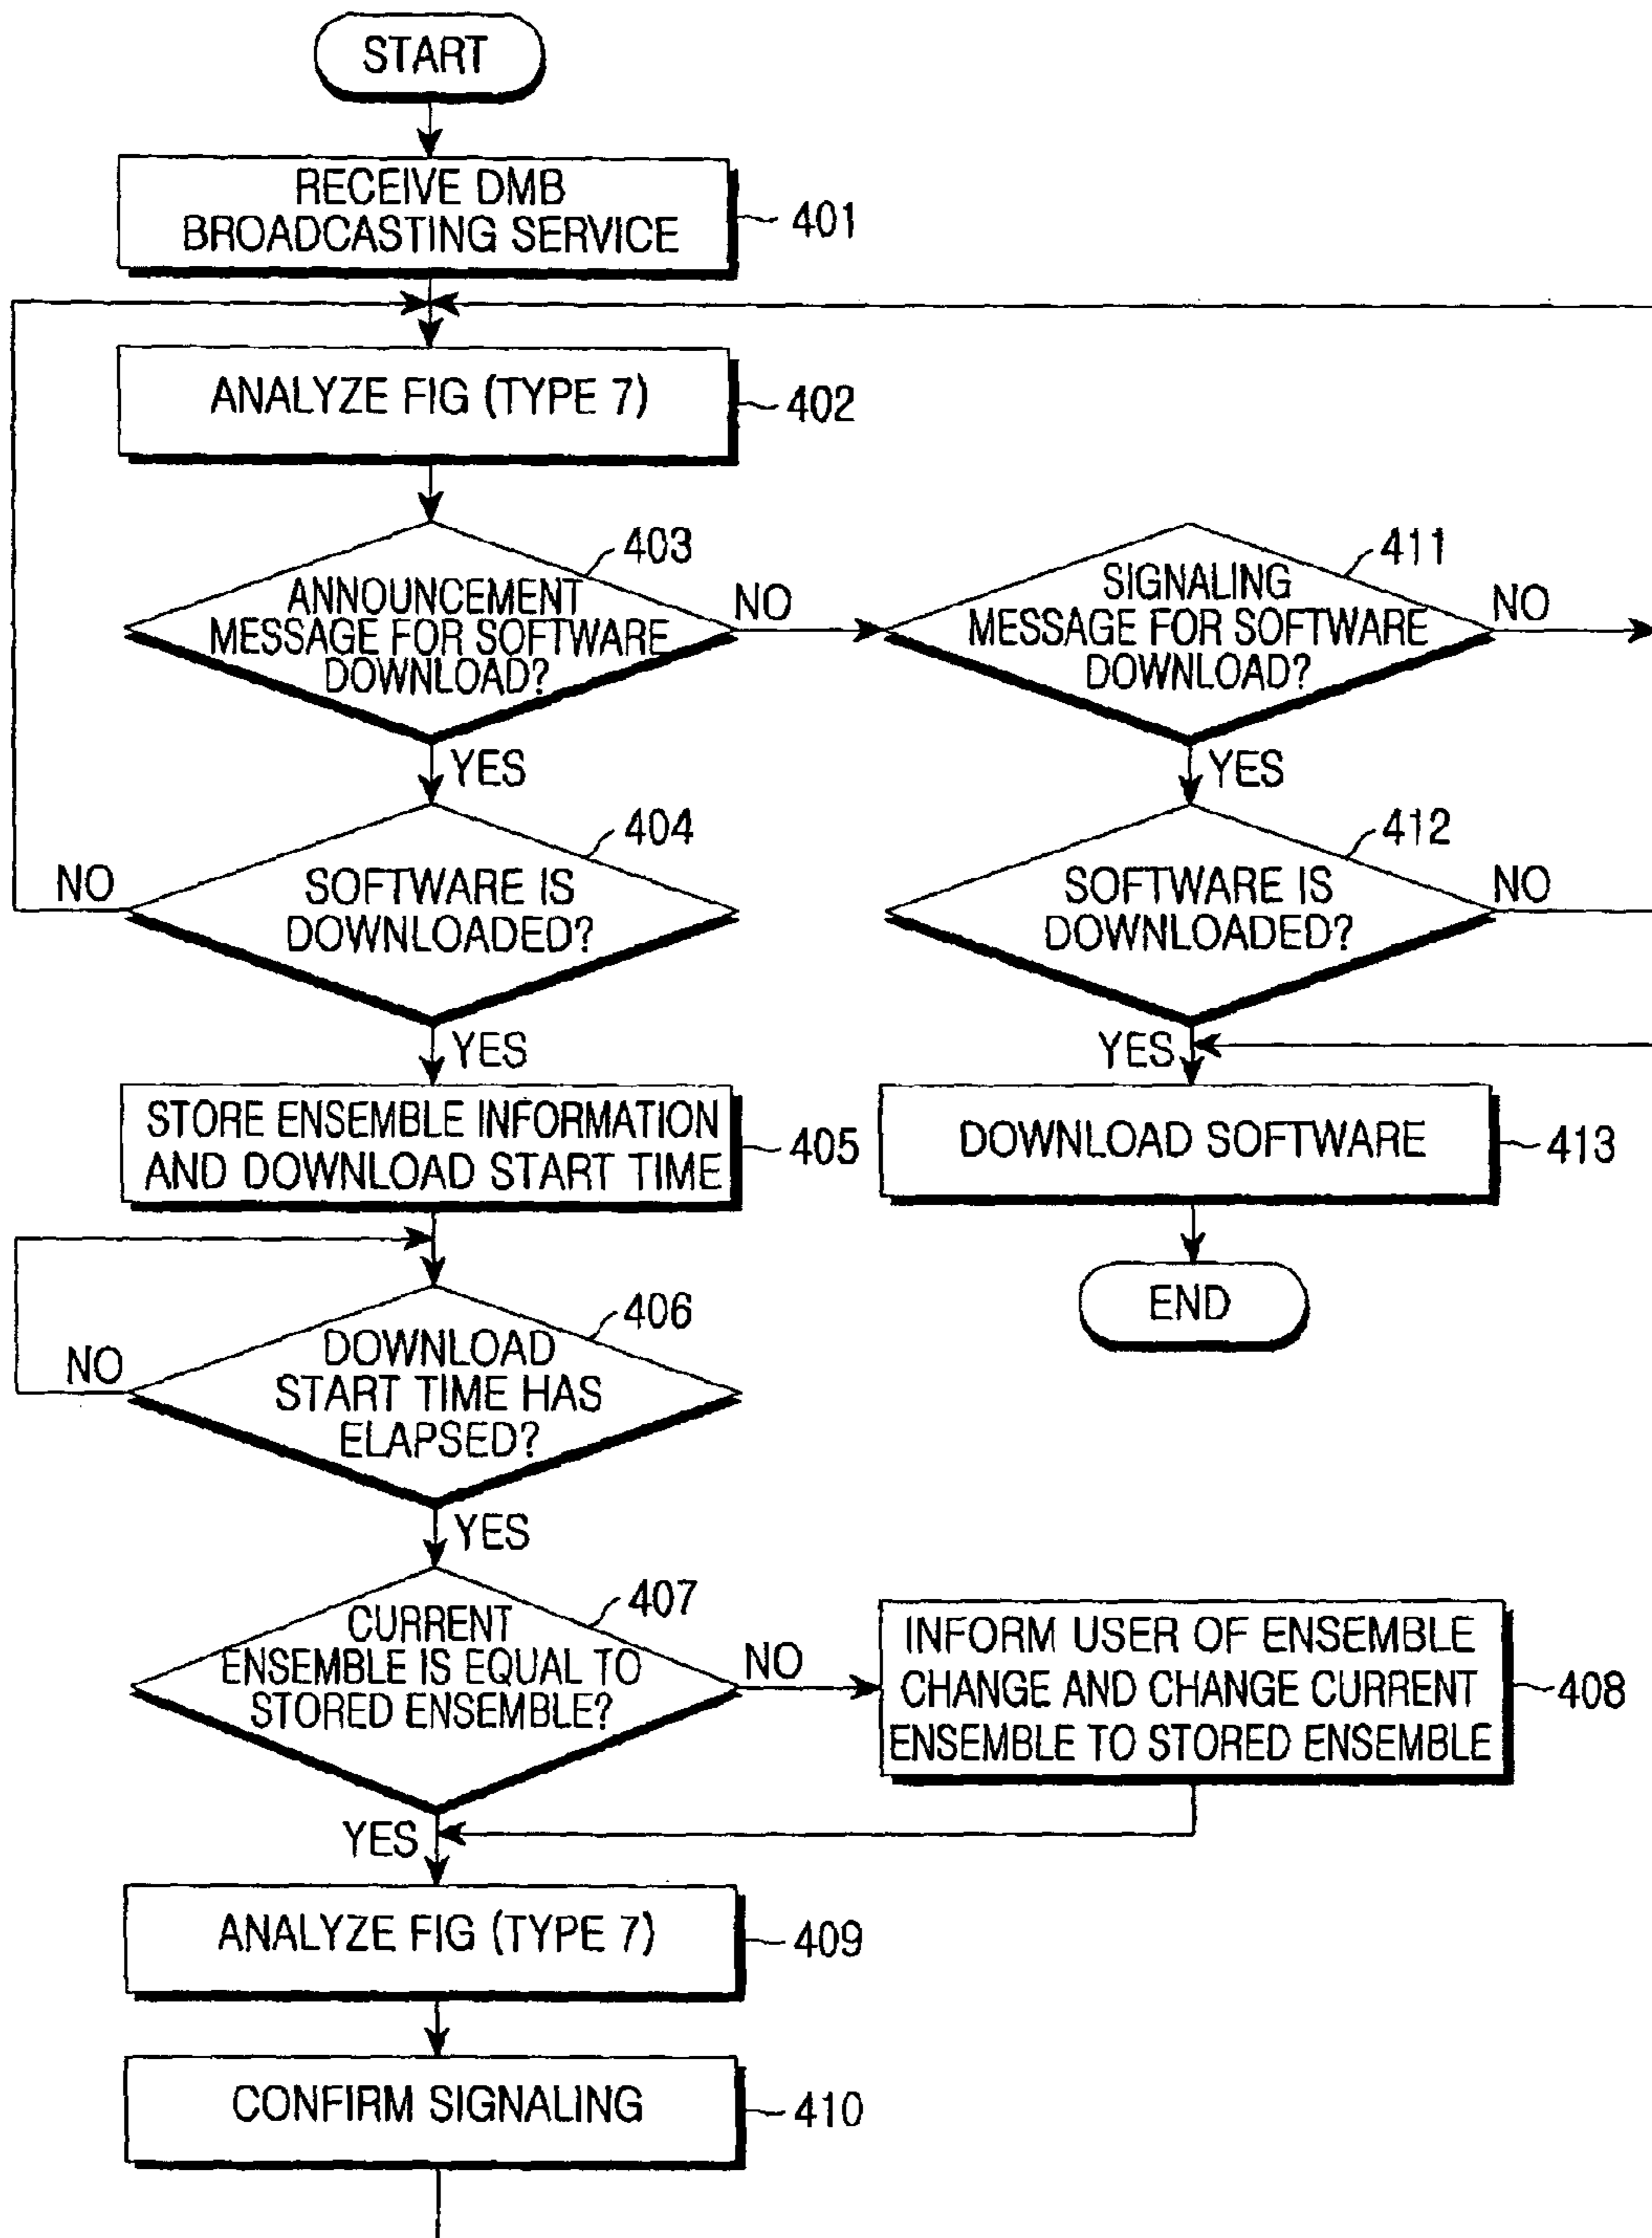 START
RECEIVE DMB
BROADCASTING SERVICE
401
ANALYZE FIG (TYPE 7)
402
403
ANNOUNCEMENT
MESSAGE FOR SOFTWARE
DOWNLOAD?
NO
YES
411
SIGNALING
MESSAGE FOR SOFTWARE
DOWNLOAD?
NO
YES
404
SOFTWARE IS
DOWNLOADED?
NO
YES
412
SOFTWARE IS
DOWNLOADED?
NO
YES
STORE ENSEMBLE INFORMATION
AND DOWNLOAD START TIME
405
DOWNLOAD SOFTWARE
413
END
406
DOWNLOAD
START TIME HAS
ELAPSED?
NO
YES
407
CURRENT
ENSEMBLE IS EQUAL TO
STORED ENSEMBLE?
NO
YES
INFORM USER OF ENSEMBLE
CHANGE AND CHANGE CURRENT
ENSEMBLE TO STORED ENSEMBLE
408
ANALYZE FIG (TYPE 7)
409
CONFIRM SIGNALING
410